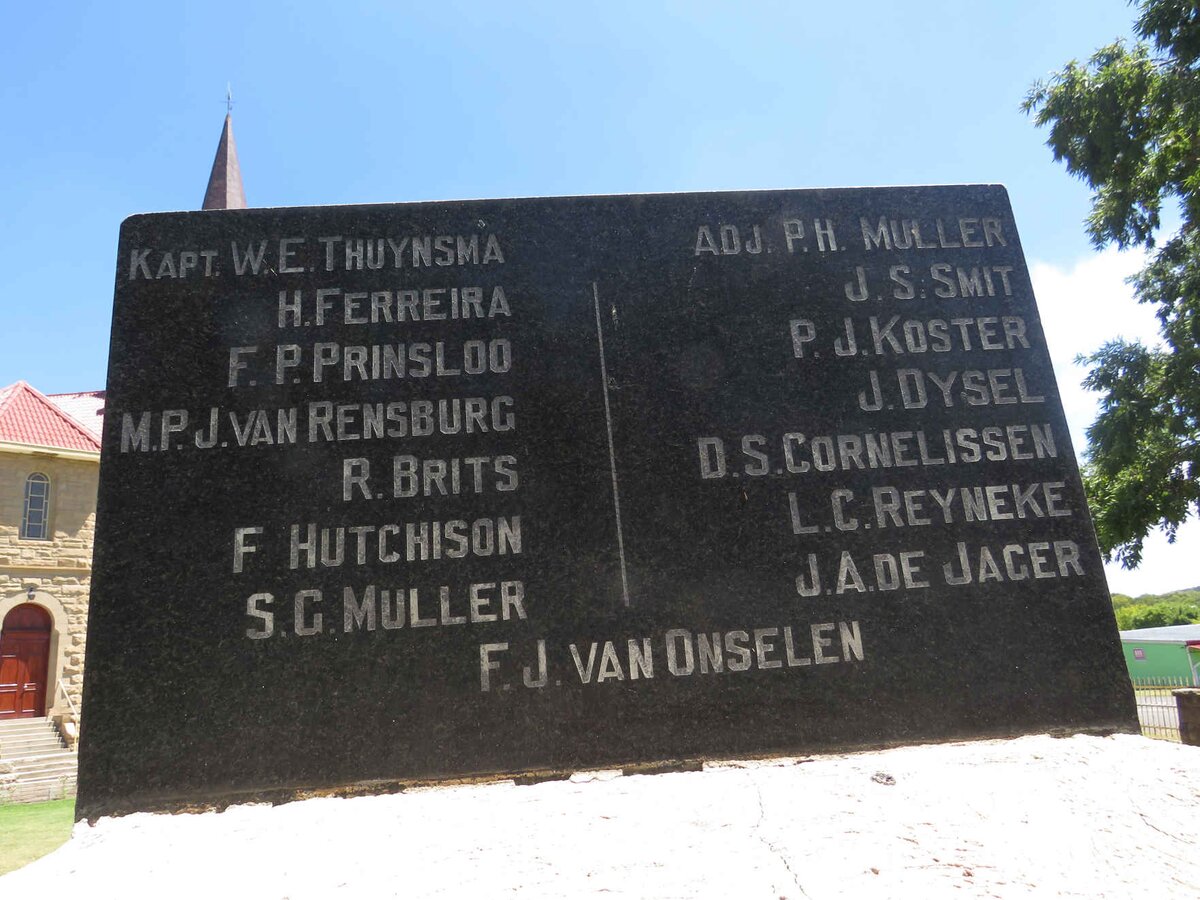 KAPT. W. E. THUYNSMA
H. FERREIRA
F. P. PRINSLOO
M.P.J. VAN RENSBURG
R. BRITS
F HUTCHISON
S.G. MULLER
ADJ. P.H. MULLER
J. S. SMIT
P. J. KOSTER
J. DYSEL
D.S. CORNELISSEN
L.C. REYNEKE
J.A. DE JAGER
F. J. VAN ONSELEN